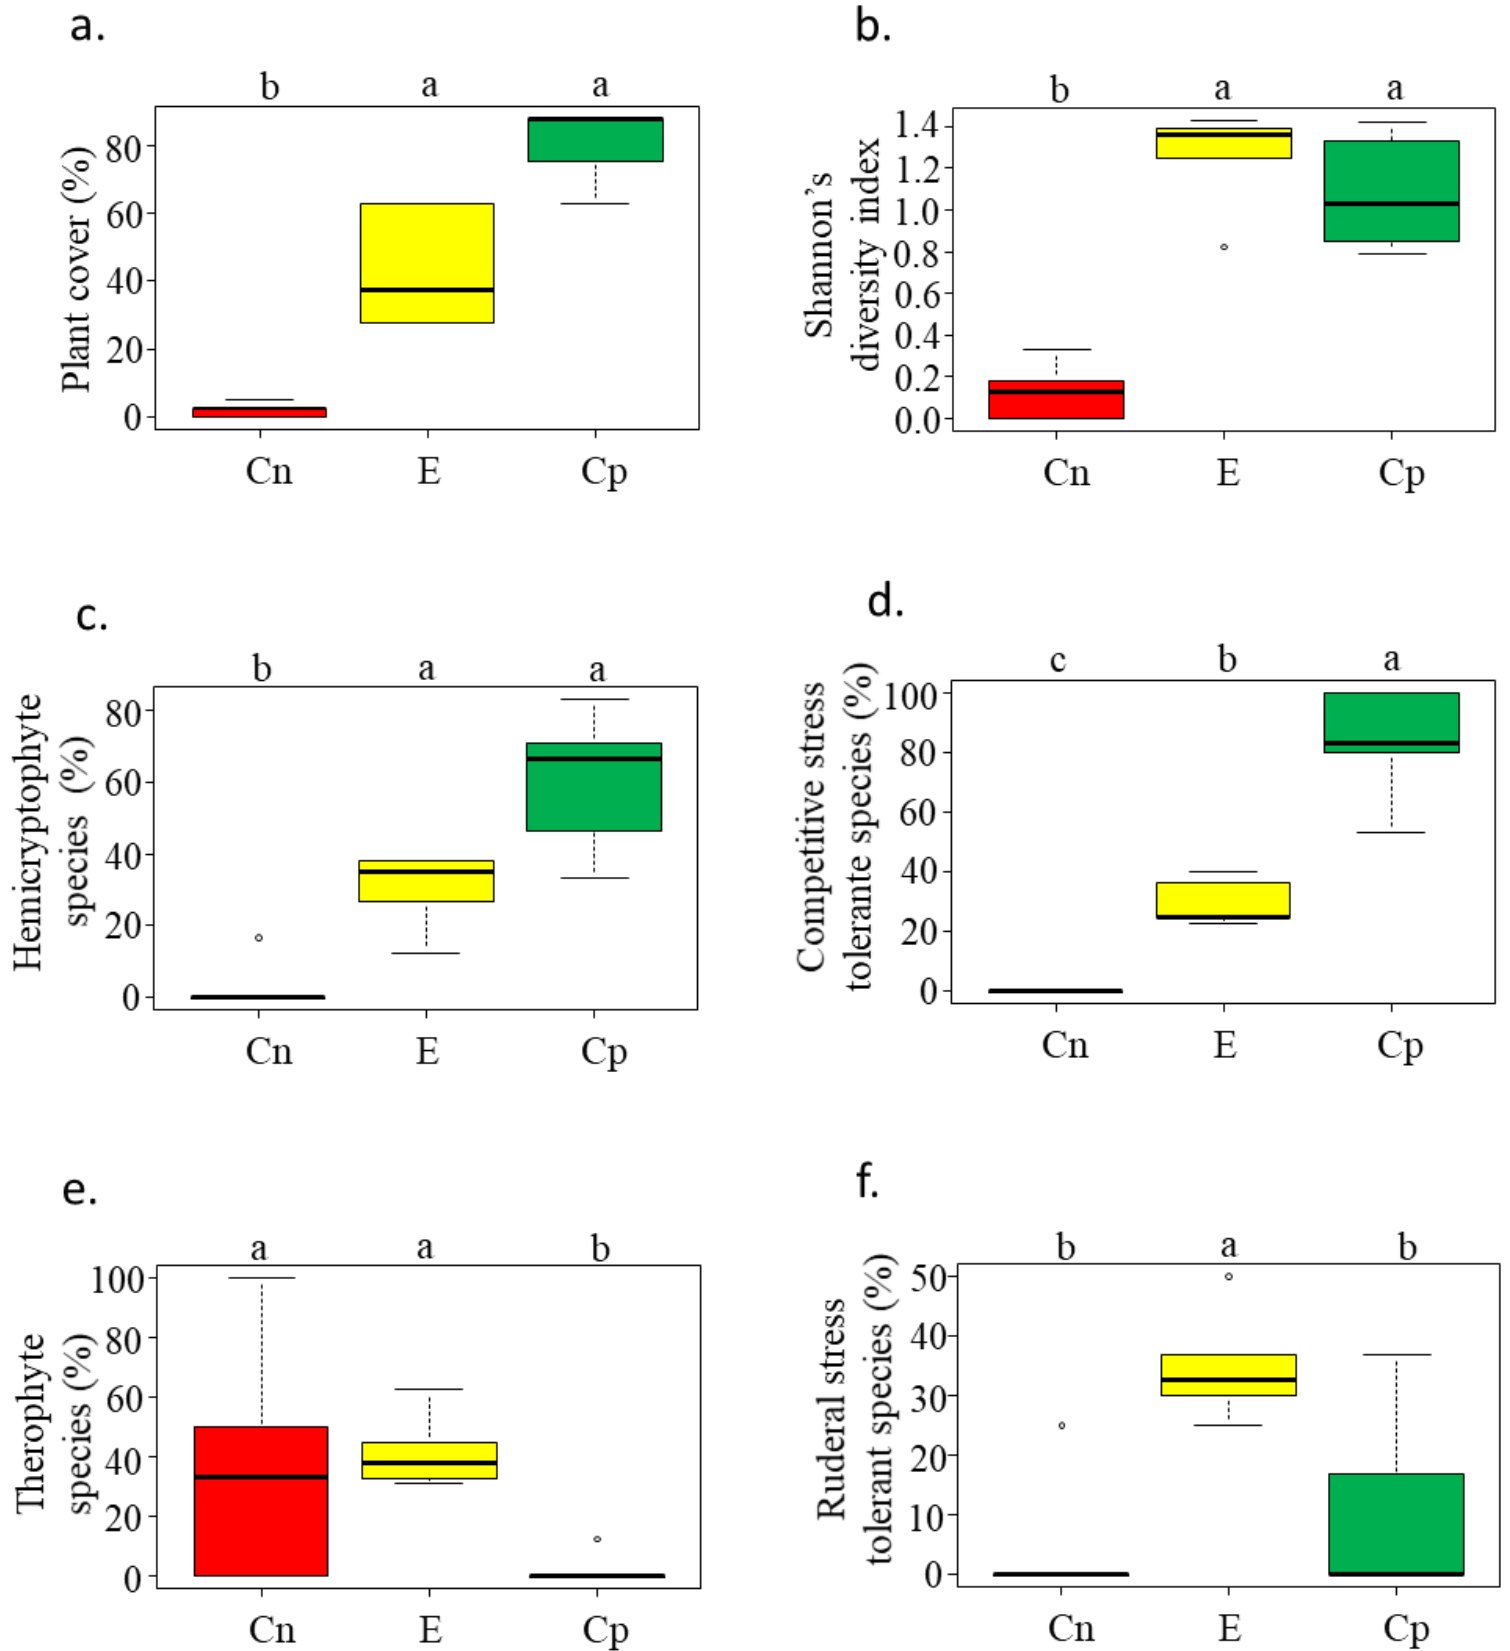 a.
b a a
Plant cover (%)
80
60
40
20
0
Cn E Cp
b.
b a a
Shannon’s
diversity index
1.4
1.2
1.0
0.8
0.6
0.4
0.2
0.0
Cn E Cp
c.
b a a
Hemicryptophyte
species (%)
80
60
40
20
0
Cn E Cp
d.
c b a
Competitive stress
tolerante species (%)
100
80
60
40
20
0
Cn E Cp
e.
a a b
Therophyte
species (%)
100
80
60
40
20
0
Cn E Cp
f.
b a b
Ruderal stress
tolerant species (%)
50
40
30
20
10
0
Cn E Cp